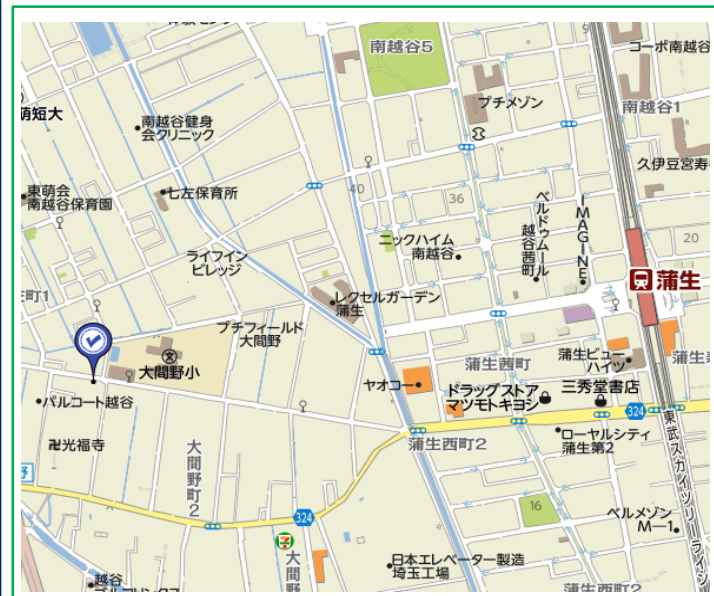 南越谷5
コーポ南越谷
プチメゾン
南越谷1
萌短大
南越谷健身
会クリニック
久伊豆宮寿
東萌会
南越谷保育園
七左保育所
40
36
ニックハイム
南越谷
ベルドゥムール
越谷茜町
IMAGINE
20
ライフイン
ビレッジ
蒲生
レクセルガーデン
蒲生
町1
プチフィールド
大間野
大間野小
蒲生茜町
蒲生ビュー
ハイツ
ヤオコー
ドラッグストア
マツモトキヨシ
三秀堂書店
324
パルコート越谷
卍光福寺
蒲生西町2
ローヤルシティ
蒲生第2
東武スカイツリーライン
大間野町2
野
324
16
ベルメゾン
M-1
大間野
日本エレベーター製造
埼玉工場
越谷
蒲生西町2